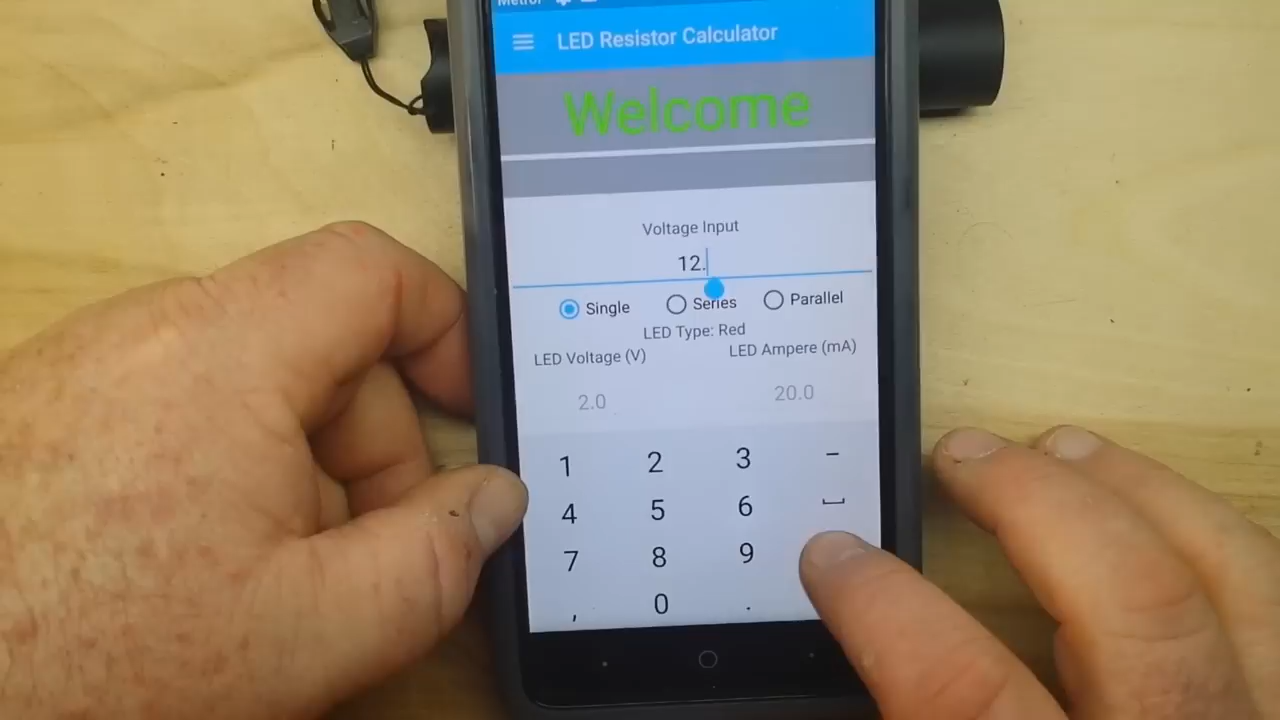 LED Resistor Calculator
Welcome
Voltage Input
12.
Single Series Parallel
LED Type: Red
LED Voltage (V) LED Ampere (mA)
2.0 20.0
1 2 3 -
4 5 6 ⎵
7 8 9
, 0 .